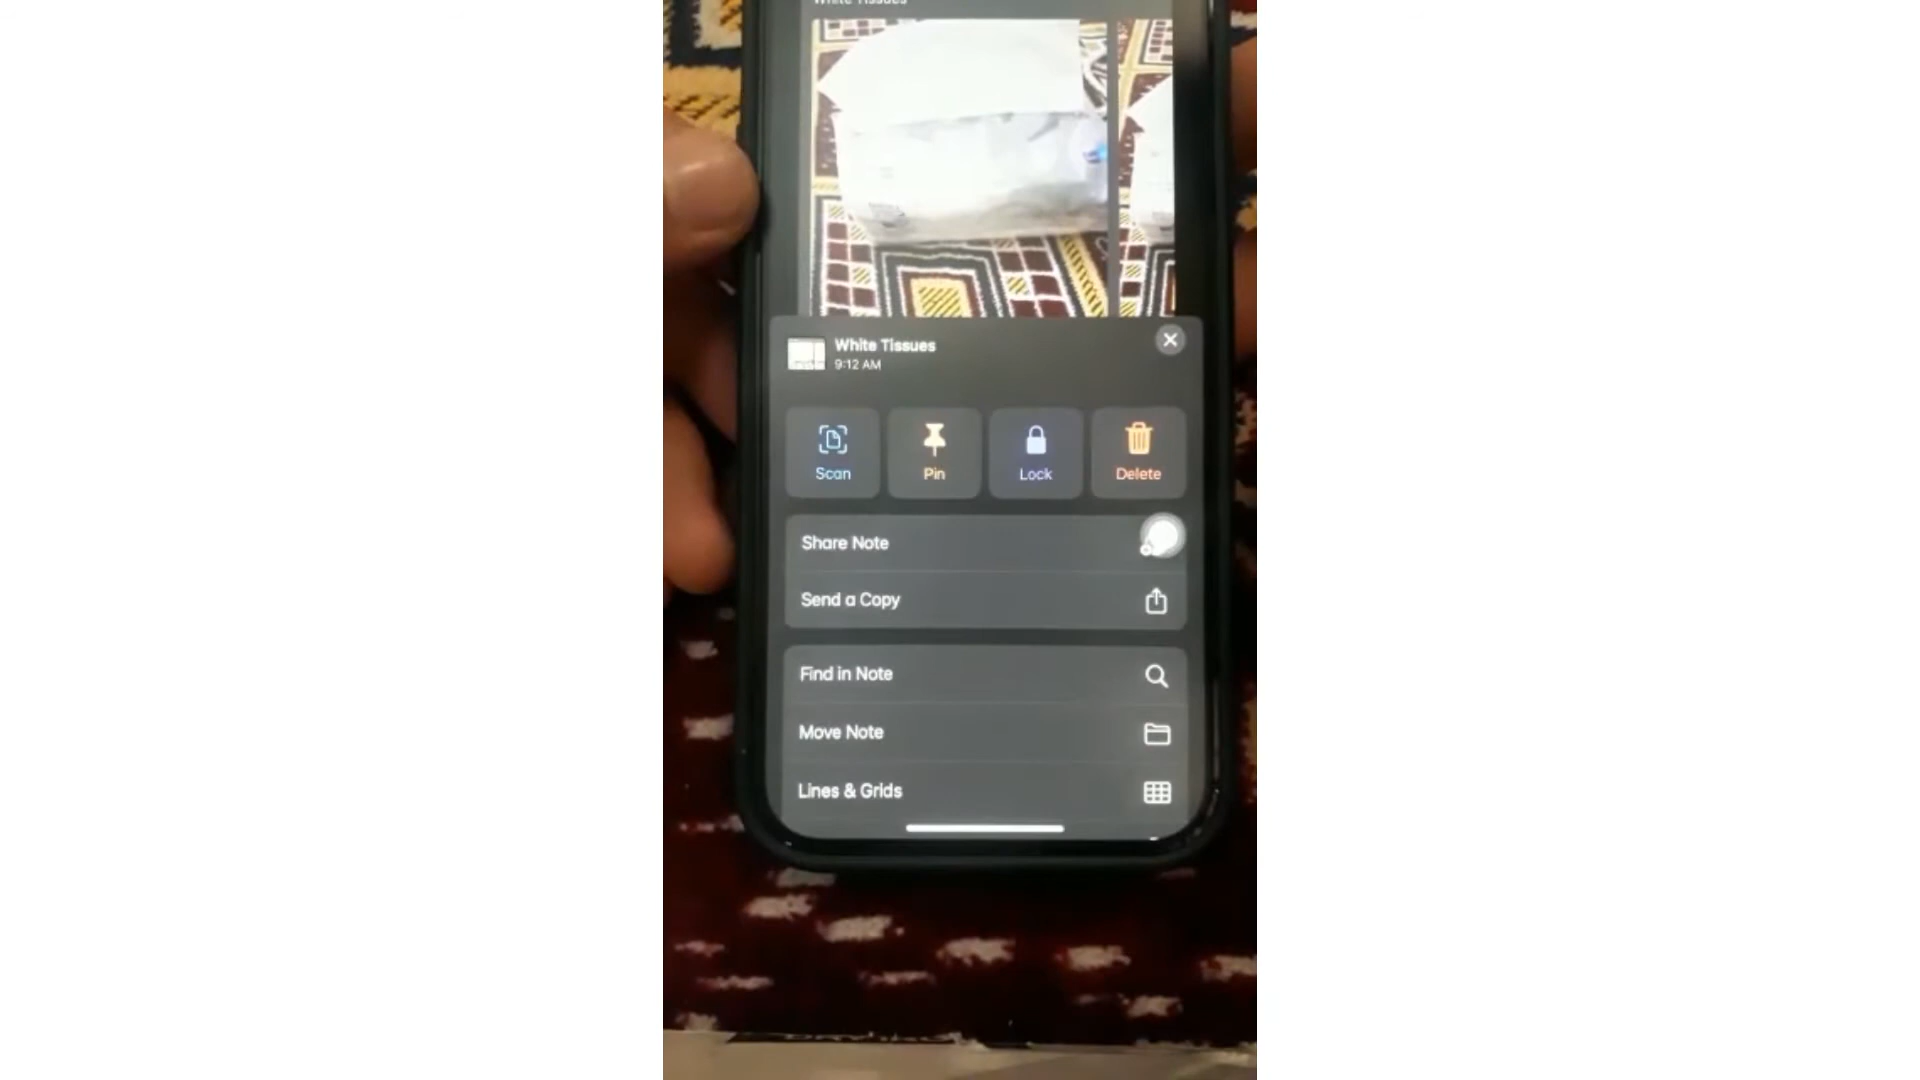 White Tissues
White Tissues
9:12 AM
Scan
Pin
Lock
Delete
Share Note
Send a Copy
Find in Note
Move Note
Lines & Grids